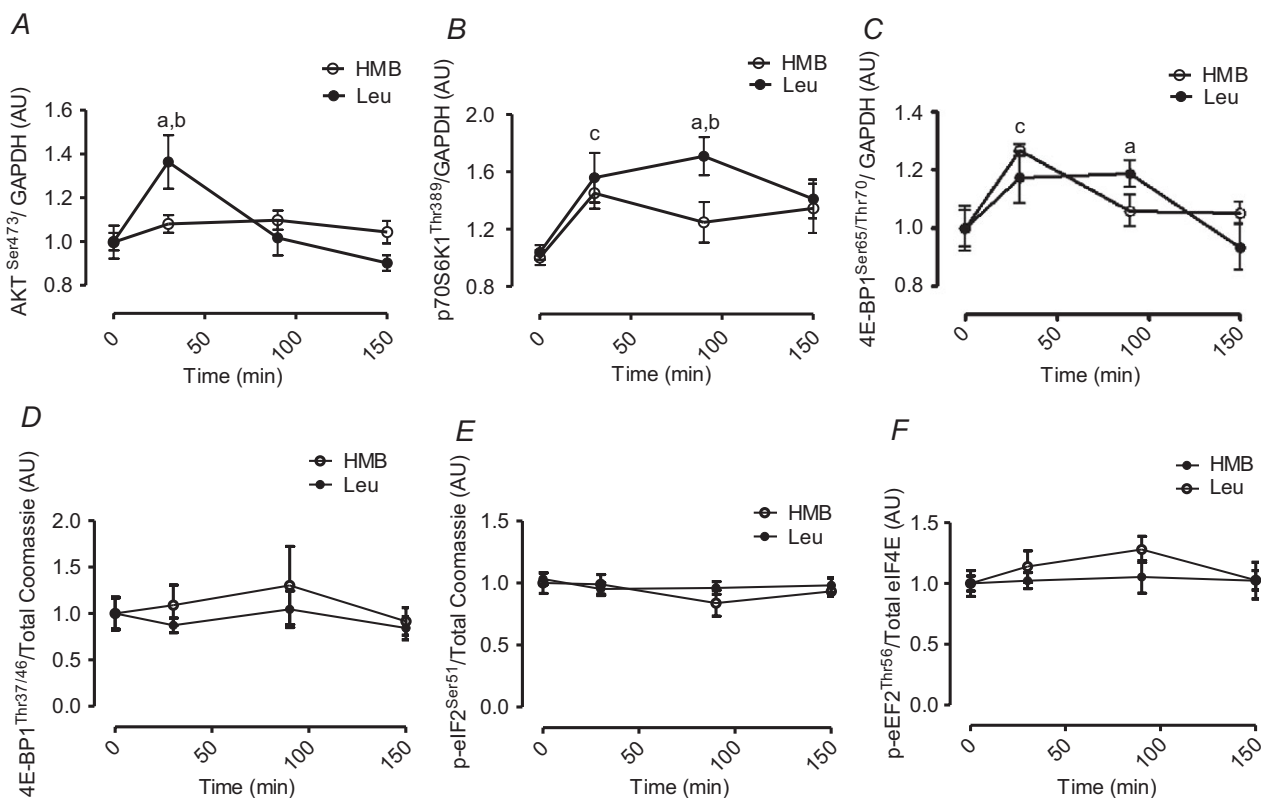 A
HMB
Leu
AKT Ser473/ GAPDH (AU)
1.6
1.4
1.2
1.0
0.8
a,b
0
50
100
150
Time (min)
B
HMB
Leu
p70S6K1Thr389/GAPDH (AU)
2.0
1.6
1.2
0.8
c
a,b
0
50
100
150
Time (min)
C
HMB
Leu
4E-BP1Ser65/Thr70/ GAPDH (AU)
1.4
1.2
1.0
0.8
c
a
0
50
100
150
Time (min)
D
HMB
Leu
4E-BP1Thr37/46/Total Coomassie (AU)
2.0
1.5
1.0
0.5
0.0
0
50
100
150
Time (min)
E
HMB
Leu
p-eIF2Ser51/Total Coomassie (AU)
1.5
1.0
0.5
0.0
0
50
100
150
Time (min)
F
HMB
Leu
p-eEF2Thr56/Total eIF4E (AU)
1.5
1.0
0.5
0.0
0
50
100
150
Time (min)